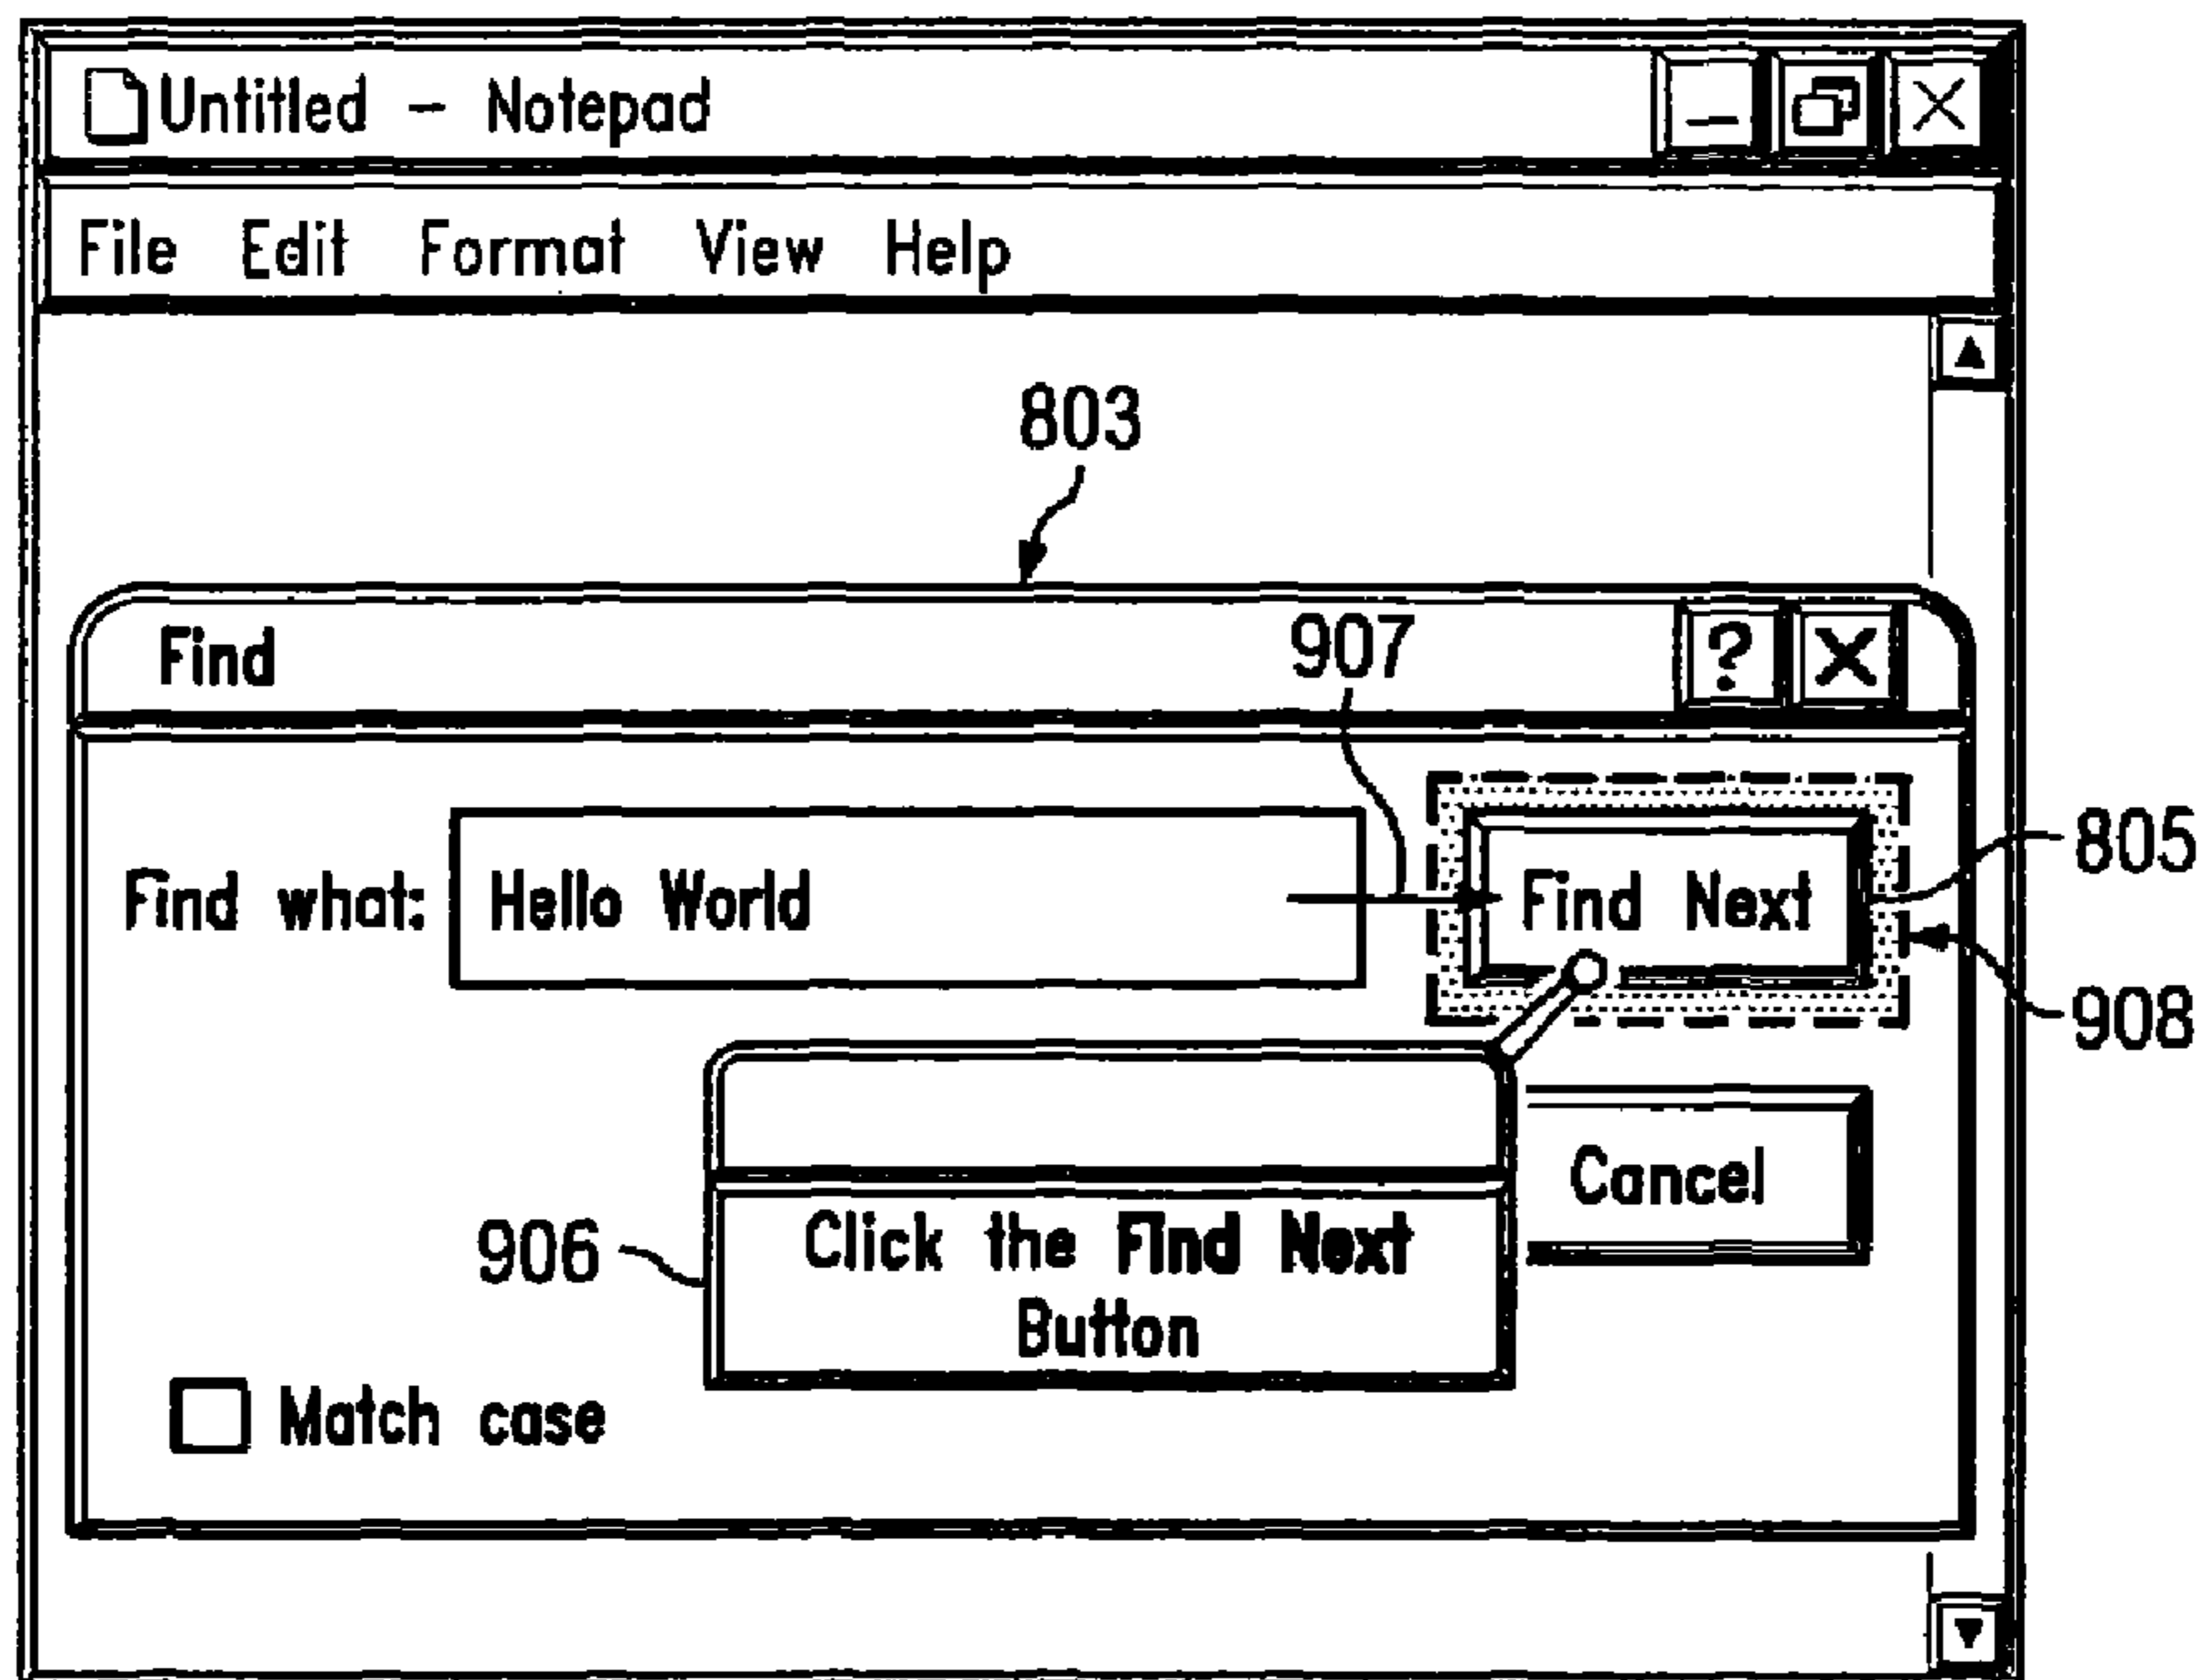 Untitled - Notepad
File Edit Format View Help
803
Find ?
907
Find what: Hello World Find Next
805
908
Cancel
906
Click the Find Next
Button
Match case